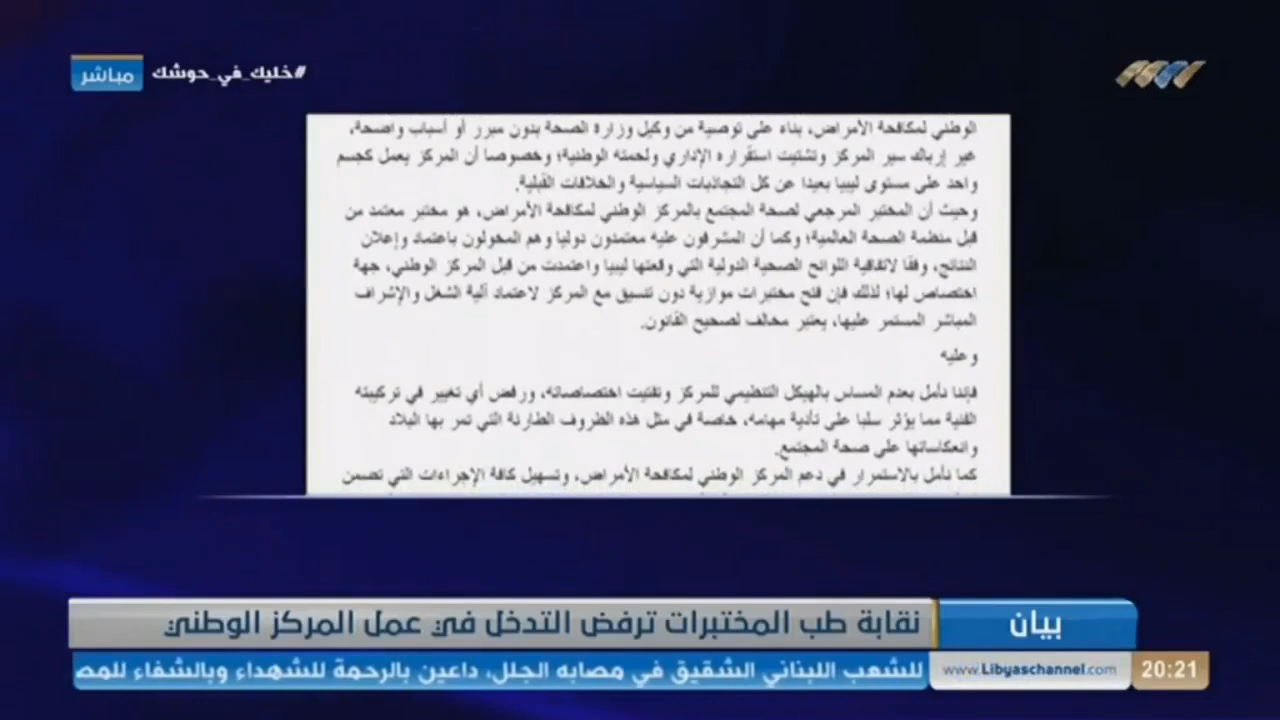 #خليك_في_حوشك
مباشر
الوطني لمكافحة الأمراض، بناء على توصية من وكيل وزارة الصحة بدون مبرر أو أسباب واضحة،
غير إرباك سير المركز وتشتيت استقراره الإداري ولحمته الوطنية؛ وخصوصا أن المركز يعمل كجسم
واحد على مستوى ليبيا بعيدا عن كل التجاذبات السياسية والخلافات القبلية.
وحيث أن المختبر المرجعي لصحة المجتمع بالمركز الوطني لمكافحة الأمراض، هو مختبر معتمد من
قبل منظمة الصحة العالمية؛ وكما أن المشرفون عليه معتمدون دوليا وهم المخولون باعتماد وإعلان
النتائج، وفقا لاتفاقية اللوائح الصحية الدولية التي وقعتها ليبيا واعتمدت من قبل المركز الوطني، جهة
اختصاص لها؛ لذلك فإن فتح مختبرات موازية دون تنسيق مع المركز لاعتماد آلية الشغل والإشراف
المباشر المستمر عليها، يعتبر مخالف لصحيح القانون.
وعليه
فإننا نأمل بعدم المساس بالهيكل التنظيمي للمركز وتفتيت اختصاصاته، ورفض أي تغيير في تركيبته
الفنية مما يؤثر سلبا على تأدية مهامه، خاصة في مثل هذه الظروف الطارئة التي تمر بها البلاد
وانعكاساتها على صحة المجتمع.
كما نأمل بالاستمرار في دعم المركز الوطني لمكافحة الأمراض، وتسهيل كافة الإجراءات التي تضمن
بيان
نقابة طب المختبرات ترفض التدخل في عمل المركز الوطني
20:21
www.Libyaschannel.com
للشعب اللبناني الشقيق في مصابه الجلل، داعين بالرحمة للشهداء وبالشفاء للمص